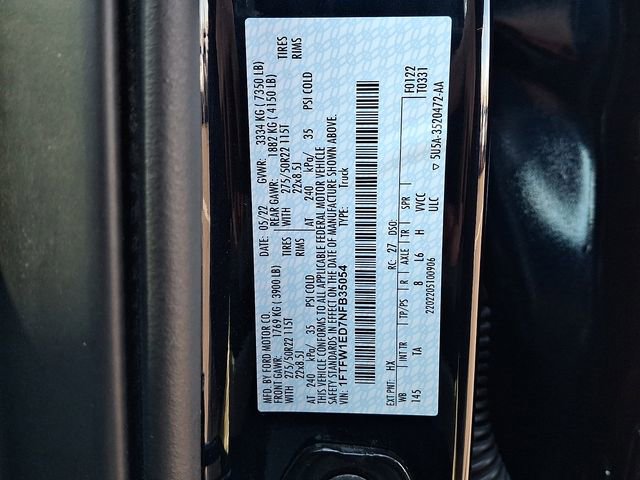 MFD. BY FORD MOTOR CO.
DATE: 05/22 GVWR: 3334 KG ( 7350 LB)
FRONT GAWR: 1769 KG ( 3900 LB) REAR GAWR: 1882 KG ( 4150 LB)
WITH 275/50R22 115T TIRES WITH 275/50R22 115T TIRES
22x8.5J RIMS 22x8.5J RIMS
AT 240 kPa/ 35 PSI COLD AT 240 kPa/ 35 PSI COLD
THIS VEHICLE CONFORMS TO ALL APPLICABLE FEDERAL MOTOR VEHICLE
SAFETY STANDARDS IN EFFECT ON THE DATE OF MANUFACTURE SHOWN ABOVE.
VIN: 1FTFW1ED7NFB35054 TYPE: Truck
EXT PNT: HX RC: 27 DSO: F0122
WB INT TR TP/PS R AXLE TR SPR T0331
145 TA 8 L6 H VVCC
ULC ▽ 5U5A-3520472-AA
2202205100906